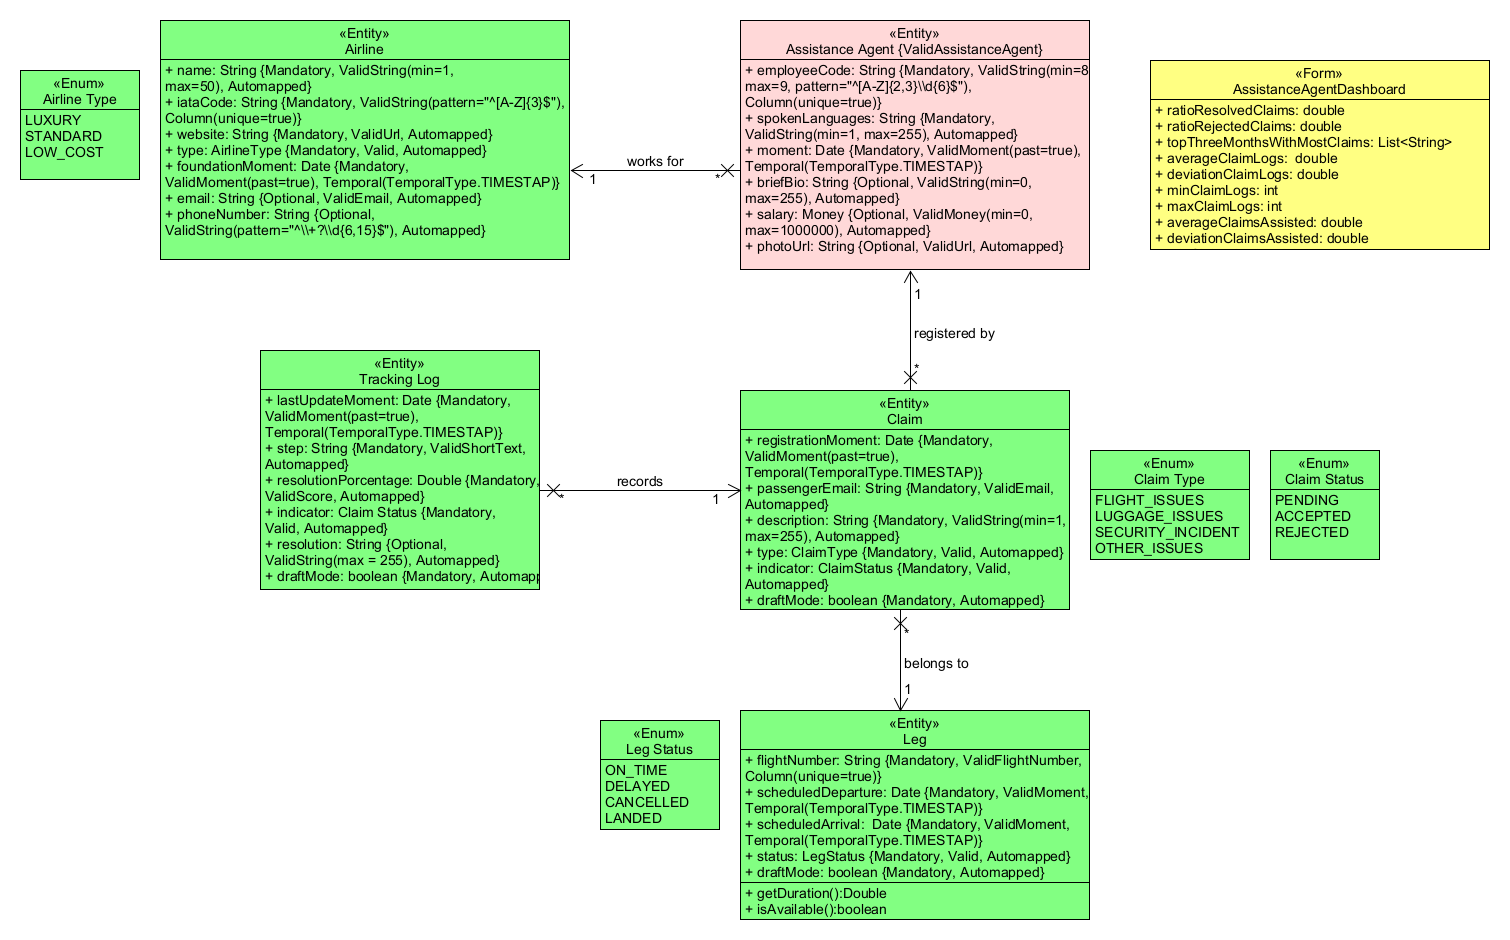 «Enum»
Airline Type
LUXURY
STANDARD
LOW_COST
«Entity»
Airline
+ name: String {Mandatory, ValidString(min=1,
max=50), Automapped}
+ iataCode: String {Mandatory, ValidString(pattern="^[A-Z]{3}$"),
Column(unique=true)}
+ website: String {Mandatory, ValidUrl, Automapped}
+ type: AirlineType {Mandatory, Valid, Automapped}
+ foundationMoment: Date {Mandatory,
ValidMoment(past=true), Temporal(TemporalType.TIMESTAP)}
+ email: String {Optional, ValidEmail, Automapped}
+ phoneNumber: String {Optional,
ValidString(pattern="^\\+?\\d{6,15}$"), Automapped}
works for
1
*
«Entity»
Assistance Agent {ValidAssistanceAgent}
+ employeeCode: String {Mandatory, ValidString(min=8
max=9, pattern="^[A-Z]{2,3}\\d{6}$"),
Column(unique=true)}
+ spokenLanguages: String {Mandatory,
ValidString(min=1, max=255), Automapped}
+ moment: Date {Mandatory, ValidMoment(past=true),
Temporal(TemporalType.TIMESTAP)}
+ briefBio: String {Optional, ValidString(min=0,
max=255), Automapped}
+ salary: Money {Optional, ValidMoney(min=0,
max=1000000), Automapped}
+ photoUrl: String {Optional, ValidUrl, Automapped}
«Form»
AssistanceAgentDashboard
+ ratioResolvedClaims: double
+ ratioRejectedClaims: double
+ topThreeMonthsWithMostClaims: List<String>
+ averageClaimLogs:  double
+ deviationClaimLogs: double
+ minClaimLogs: int
+ maxClaimLogs: int
+ averageClaimsAssisted: double
+ deviationClaimsAssisted: double
1
registered by
*
«Entity»
Tracking Log
+ lastUpdateMoment: Date {Mandatory,
ValidMoment(past=true),
Temporal(TemporalType.TIMESTAP)}
+ step: String {Mandatory, ValidShortText,
Automapped}
+ resolutionPorcentage: Double {Mandatory,
ValidScore, Automapped}
+ indicator: Claim Status {Mandatory,
Valid, Automapped}
+ resolution: String {Optional,
ValidString(max = 255), Automapped}
+ draftMode: boolean {Mandatory, Automapp
records
*
1
«Entity»
Claim
+ registrationMoment: Date {Mandatory,
ValidMoment(past=true),
Temporal(TemporalType.TIMESTAP)}
+ passengerEmail: String {Mandatory, ValidEmail,
Automapped}
+ description: String {Mandatory, ValidString(min=1,
max=255), Automapped}
+ type: ClaimType {Mandatory, Valid, Automapped}
+ indicator: ClaimStatus {Mandatory, Valid,
Automapped}
+ draftMode: boolean {Mandatory, Automapped}
«Enum»
Claim Type
FLIGHT_ISSUES
LUGGAGE_ISSUES
SECURITY_INCIDENT
OTHER_ISSUES
«Enum»
Claim Status
PENDING
ACCEPTED
REJECTED
*
belongs to
1
«Enum»
Leg Status
ON_TIME
DELAYED
CANCELLED
LANDED
«Entity»
Leg
+ flightNumber: String {Mandatory, ValidFlightNumber,
Column(unique=true)}
+ scheduledDeparture: Date {Mandatory, ValidMoment,
Temporal(TemporalType.TIMESTAP)}
+ scheduledArrival:  Date {Mandatory, ValidMoment,
Temporal(TemporalType.TIMESTAP)}
+ status: LegStatus {Mandatory, Valid, Automapped}
+ draftMode: boolean {Mandatory, Automapped}
+ getDuration():Double
+ isAvailable():boolean